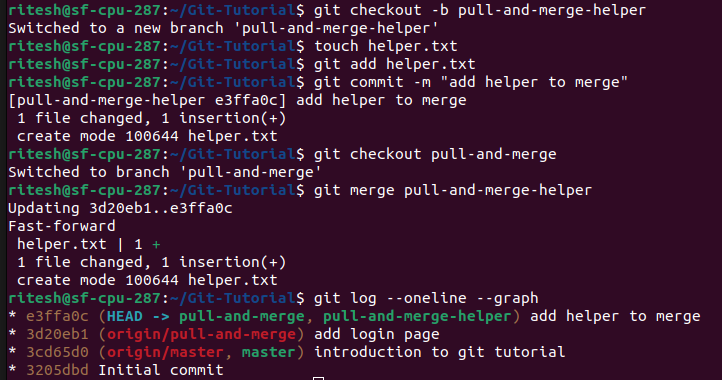 ritesh@sf-cpu-287:~/Git-Tutorial$ git checkout -b pull-and-merge-helper
Switched to a new branch 'pull-and-merge-helper'
ritesh@sf-cpu-287:~/Git-Tutorial$ touch helper.txt
ritesh@sf-cpu-287:~/Git-Tutorial$ git add helper.txt
ritesh@sf-cpu-287:~/Git-Tutorial$ git commit -m "add helper to merge"
[pull-and-merge-helper e3ffa0c] add helper to merge
 1 file changed, 1 insertion(+)
 create mode 100644 helper.txt
ritesh@sf-cpu-287:~/Git-Tutorial$ git checkout pull-and-merge
Switched to branch 'pull-and-merge'
ritesh@sf-cpu-287:~/Git-Tutorial$ git merge pull-and-merge-helper
Updating 3d20eb1..e3ffa0c
Fast-forward
 helper.txt | 1 +
 1 file changed, 1 insertion(+)
 create mode 100644 helper.txt
ritesh@sf-cpu-287:~/Git-Tutorial$ git log --oneline --graph
* e3ffa0c (HEAD -> pull-and-merge, pull-and-merge-helper) add helper to merge
* 3d20eb1 (origin/pull-and-merge) add login page
* 3cd65d0 (origin/master, master) introduction to git tutorial
* 3205dbd Initial commit